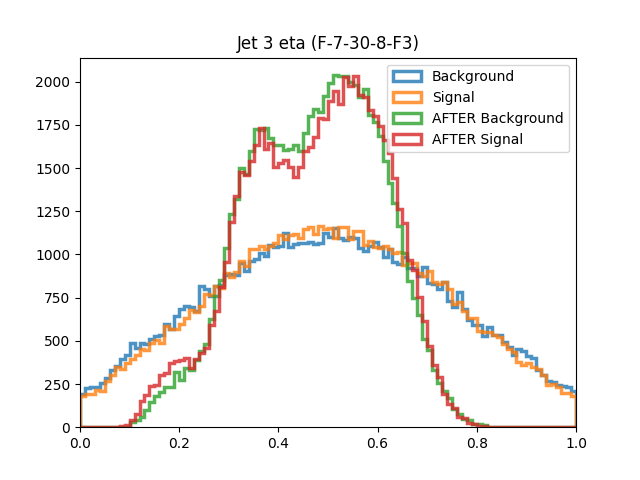 Jet 3 eta (F-7-30-8-F3)
Background
Signal
AFTER Background
AFTER Signal
2000
1750
1500
1250
1000
750
500
250
0
0.0 0.2 0.4 0.6 0.8 1.0